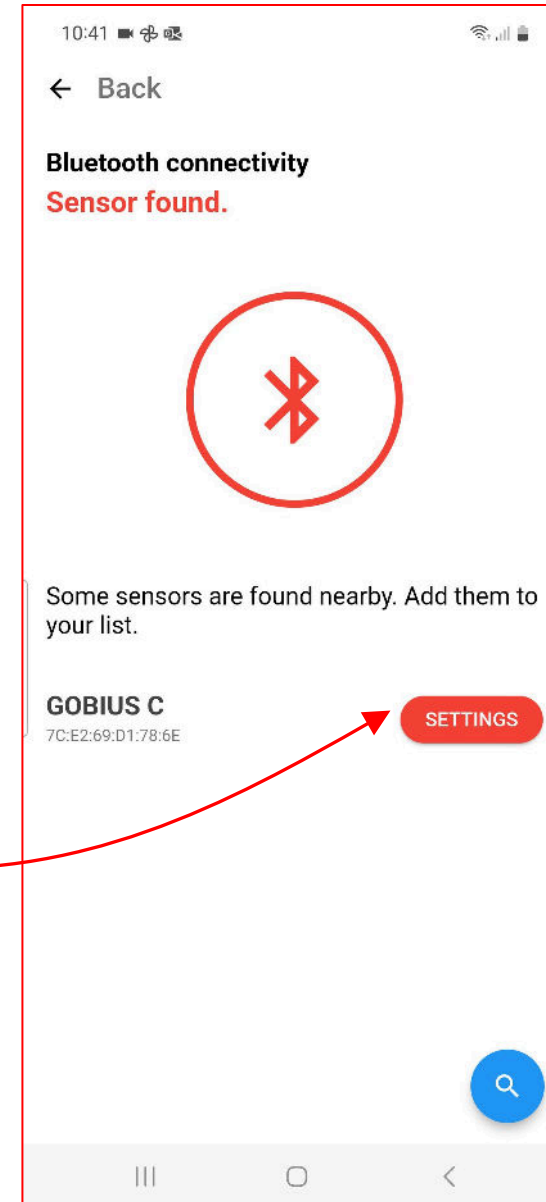 10:41
Back
Bluetooth connectivity
Sensor found.
Some sensors are found nearby. Add them to
your list.
GOBIUS C
SETTINGS
7C:E2:69:D1:78:6E